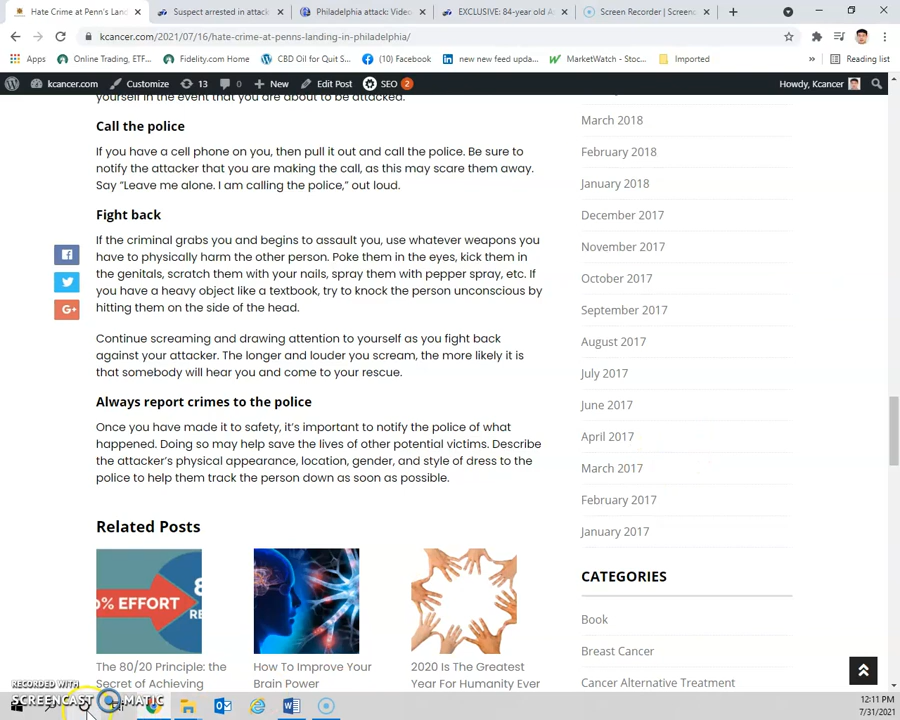 Hate Crime at Penn's Lan
Suspect arrested in attack
Philadelphia attack: Video
EXCLUSIVE: 84-year old A
Screen Recorder | Screenc
kcancer.com/2021/07/16/hate-crime-at-penns-landing-in-philadelphia/
Apps
Online Trading, ETF...
Fidelity.com Home
CBD Oil for Quit S...
(10) Facebook
new new feed upda...
MarketWatch - Stoc...
Imported
Reading list
kcancer.com
Customize
13
0
New
Edit Post
SEO 2
Howdy, Kcancer
yourself in the event that you are about to be attacked.
Call the police
If you have a cell phone on you, then pull it out and call the police. Be sure to
notify the attacker that you are making the call, as this may scare them away.
Say “Leave me alone. I am calling the police,” out loud.
Fight back
If the criminal grabs you and begins to assault you, use whatever weapons you
have to physically harm the other person. Poke them in the eyes, kick them in
the genitals, scratch them with your nails, spray them with pepper spray, etc. If
you have a heavy object like a textbook, try to knock the person unconscious by
hitting them on the side of the head.
Continue screaming and drawing attention to yourself as you fight back
against your attacker. The longer and louder you scream, the more likely it is
that somebody will hear you and come to your rescue.
Always report crimes to the police
Once you have made it to safety, it’s important to notify the police of what
happened. Doing so may help save the lives of other potential victims. Describe
the attacker’s physical appearance, location, gender, and style of dress to the
police to help them track the person down as soon as possible.
Related Posts
0% EFFORT
8
RE
The 80/20 Principle: the
Secret of Achieving
How To Improve Your
Brain Power
2020 Is The Greatest
Year For Humanity Ever
March 2018
February 2018
January 2018
December 2017
November 2017
October 2017
September 2017
August 2017
July 2017
June 2017
April 2017
March 2017
February 2017
January 2017
CATEGORIES
Book
Breast Cancer
Cancer Alternative Treatment
RECORDED WITH
SCREENCAST-O-MATIC
12:11 PM
7/31/2021